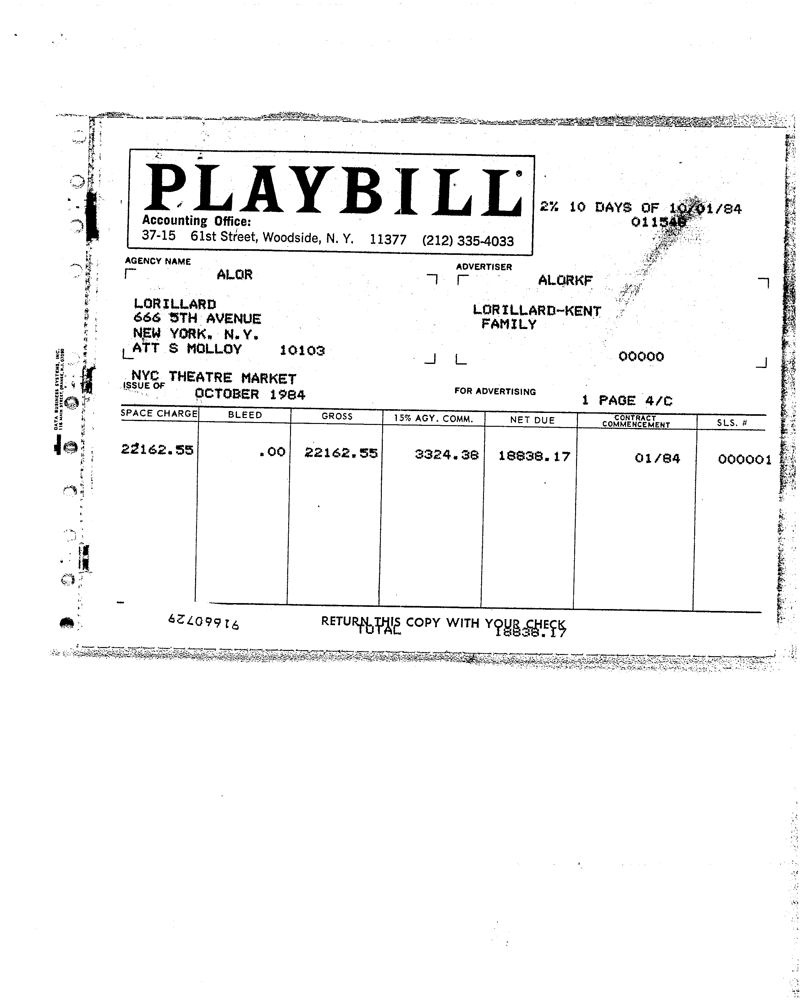 PLAYBILL®
Accounting Office:
37-15 61st Street, Woodside, N. Y. 11377 (212) 335-4033
2% 10 DAYS OF 10/01/84
AGENCY NAME
ALOR
ADVERTISER
ALORKF
LORILLARD
666 5TH AVENUE
NEW YORK, N.Y.
ATT S MOLLOY 10103
LORILLARD-KENT
FAMILY
00000
NYC THEATRE MARKET
ISSUE OF
OCTOBER 1984
FOR ADVERTISING
1 PAGE 4/C
SPACE CHARGE BLEED GROSS 15% AGY. COMM. NET DUE CONTRACT COMMENCEMENT SLS. #
22162.55 .00 22162.55 3324.38 18838.17 01/84 000001
91660729
RETURN THIS COPY WITH YOUR CHECK
TOTAL 18838.17
DATA BUSINESS SYSTEMS, INC.